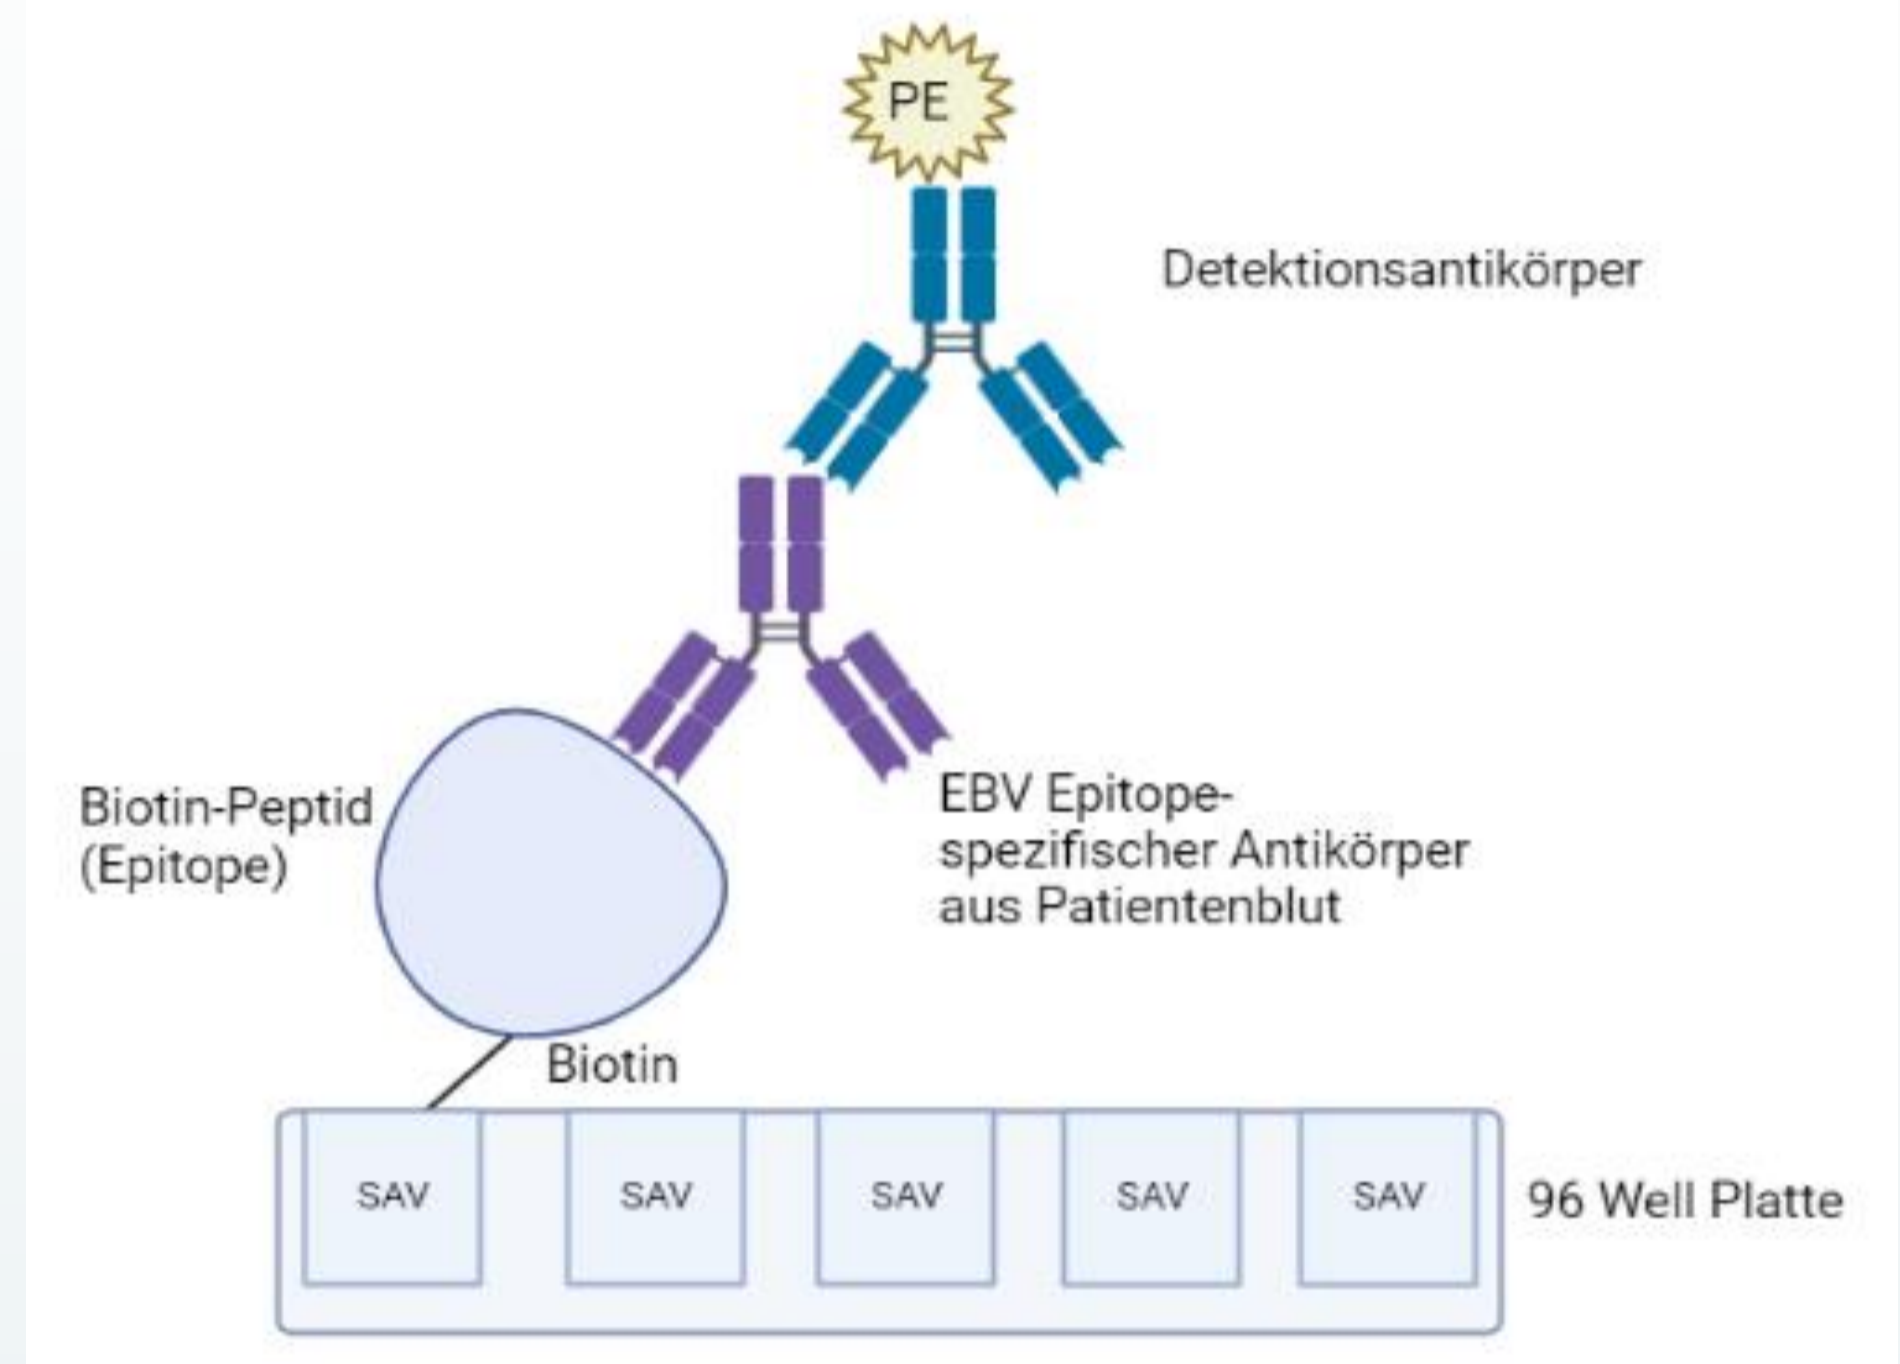 PE
Detektionsantikörper
Biotin-Peptid
(Epitope)
EBV Epitope-
spezifischer Antikörper
aus Patientenblut
Biotin
SAV SAV SAV SAV SAV
96 Well Platte